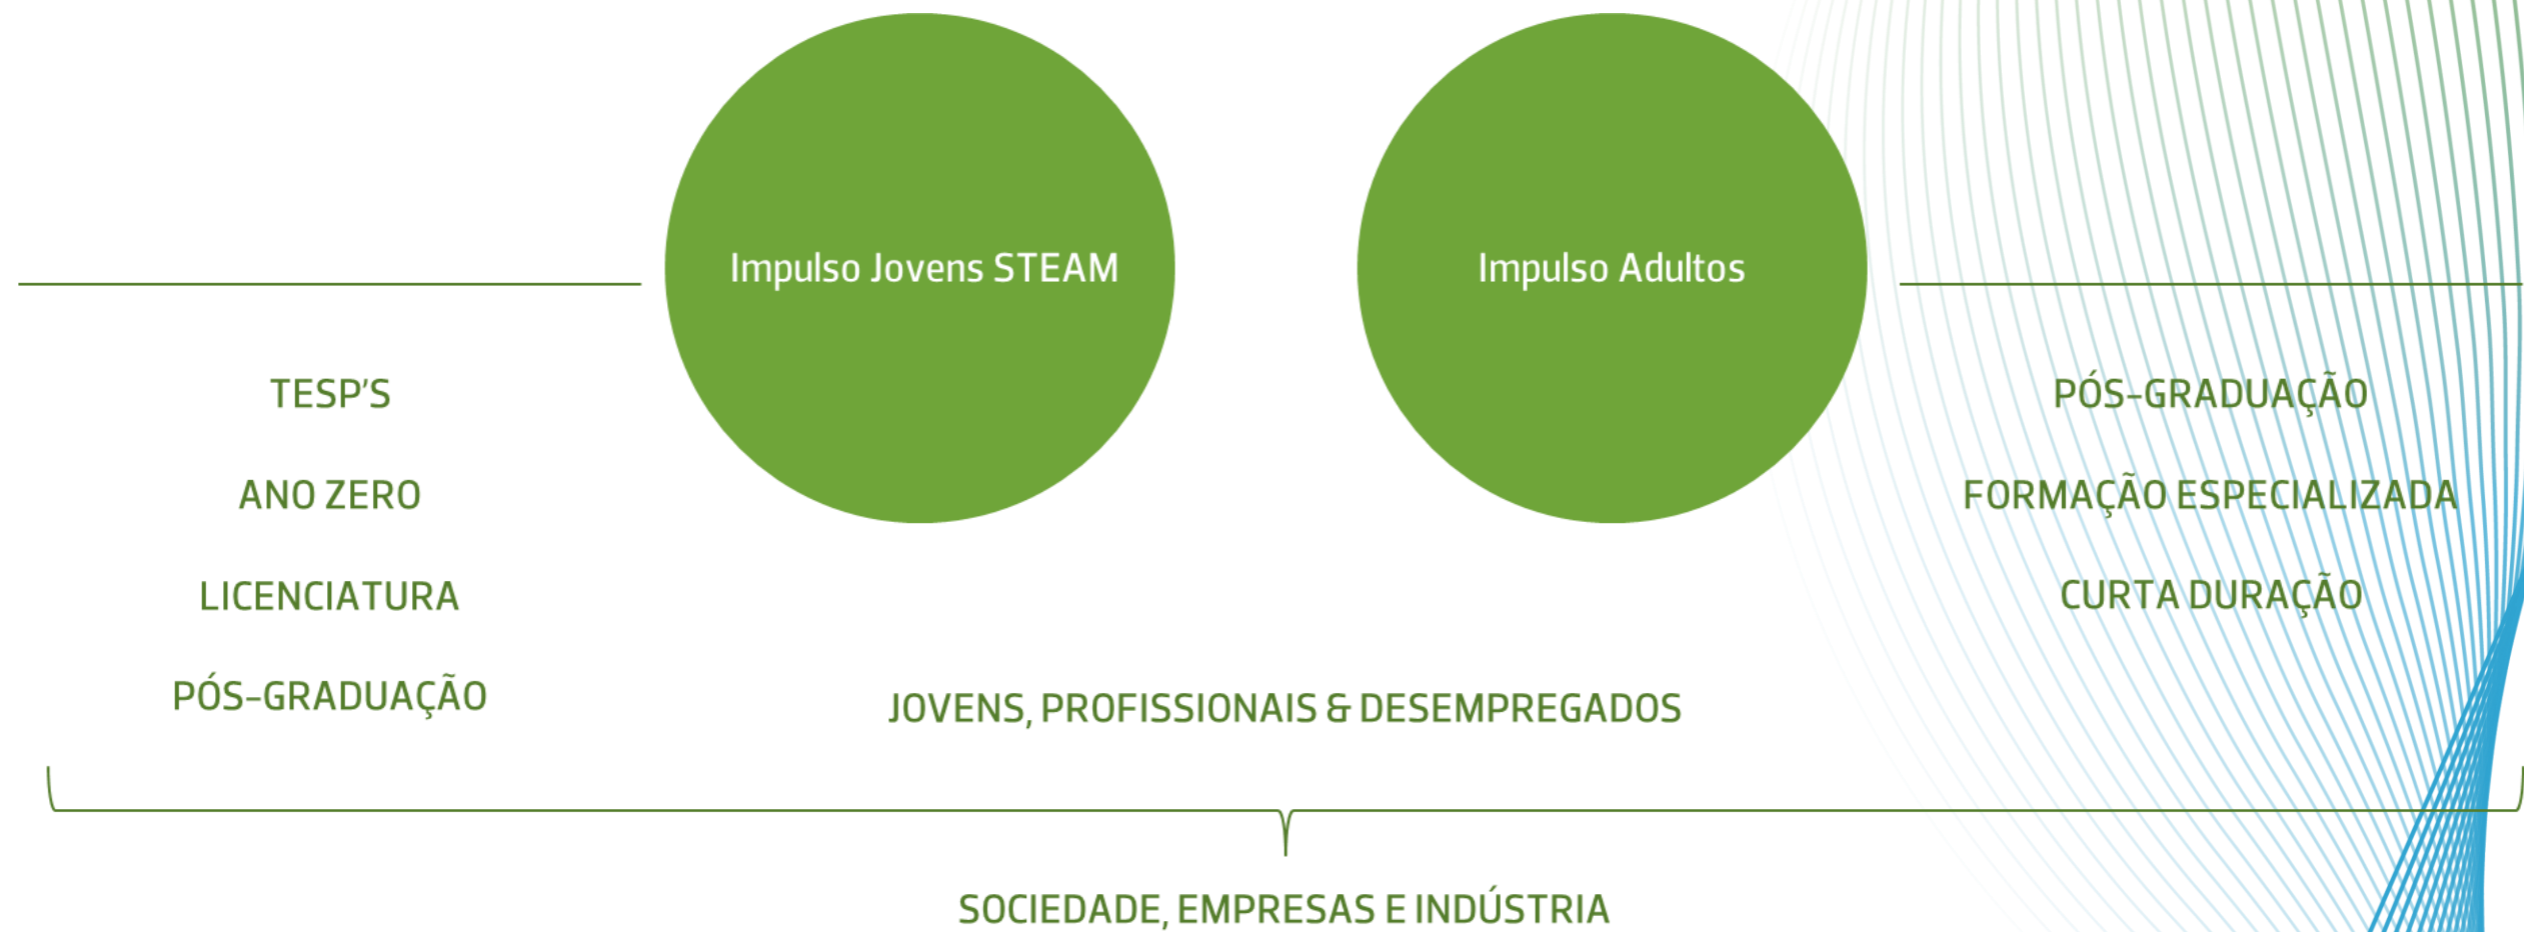 Impulso Jovens STEAM
Impulso Adultos
TESP'S
ANO ZERO
LICENCIATURA
PÓS-GRADUAÇÃO
PÓS-GRADUAÇÃO
FORMAÇÃO ESPECIALIZADA
CURTA DURAÇÃO
JOVENS, PROFISSIONAIS & DESEMPREGADOS
SOCIEDADE, EMPRESAS E INDÚSTRIA